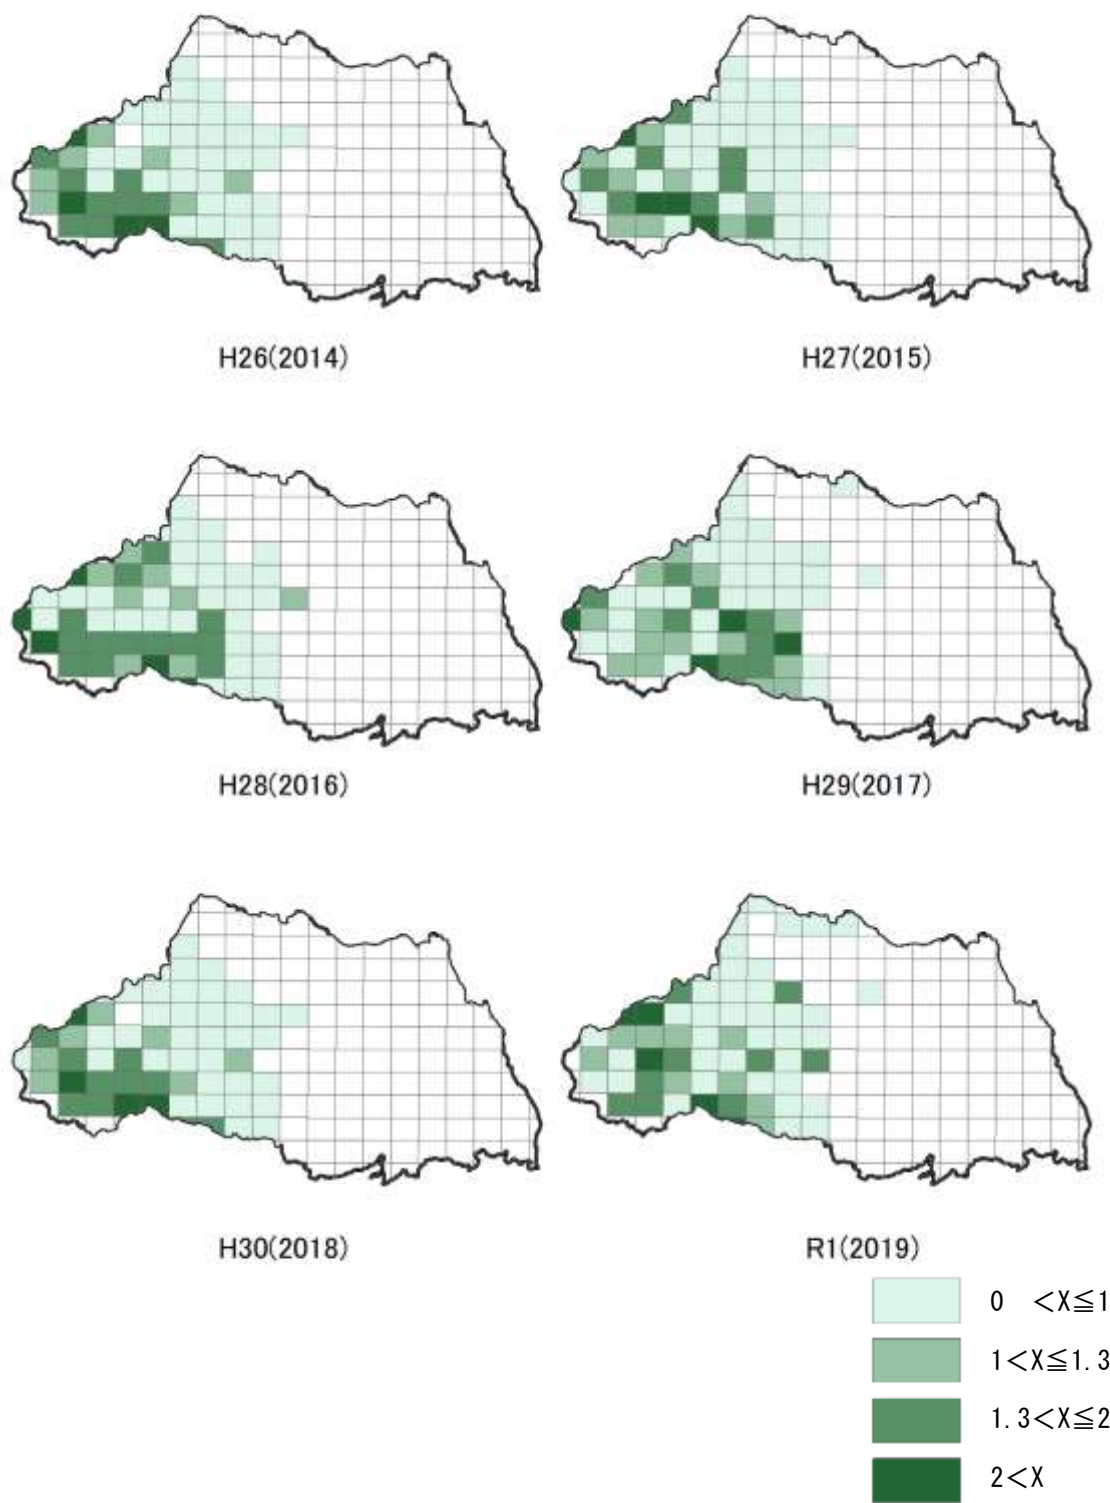 H26(2014)
H27(2015)
H28(2016)
H29(2017)
H30(2018)
R1(2019)
0 <X≦1
1<X≦1.3
1.3<X≦2
2<X